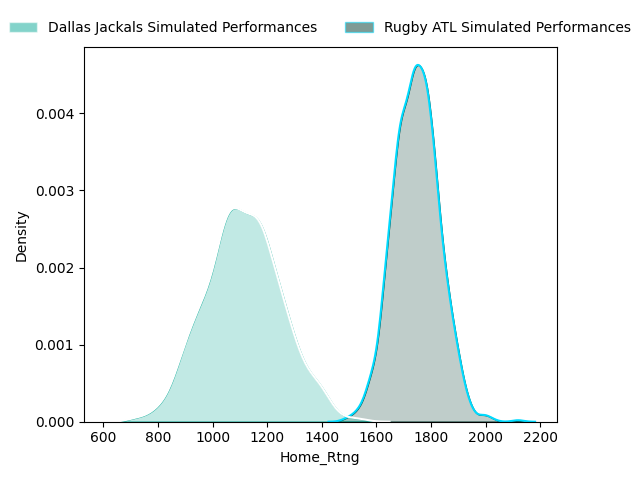 Dallas Jackals Simulated Performances Rugby ATL Simulated Performances
0.004
0.003
0.002
0.001
0.000
Density
600 800 1000 1200 1400 1600 1800 2000 2200
Home_Rtng